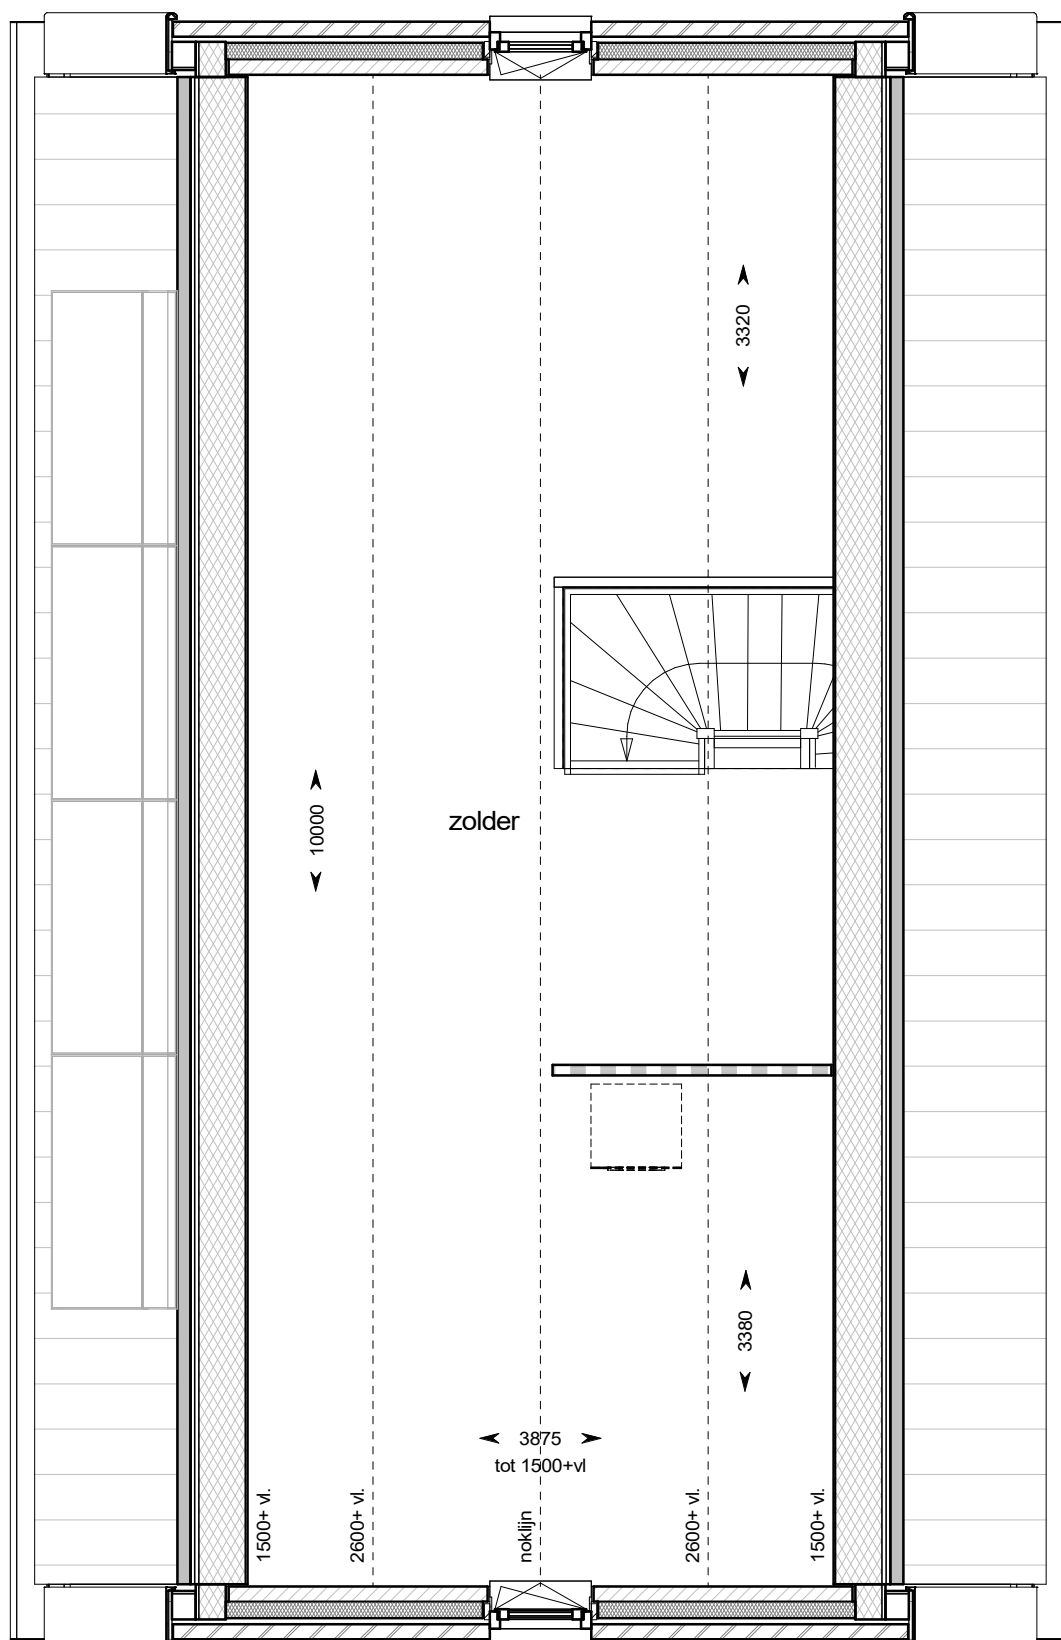 3320
10000
zolder
3380
3875
tot 1500+vl
1500+ vl.
2600+ vl.
noklijn
2600+ vl.
1500+ vl.